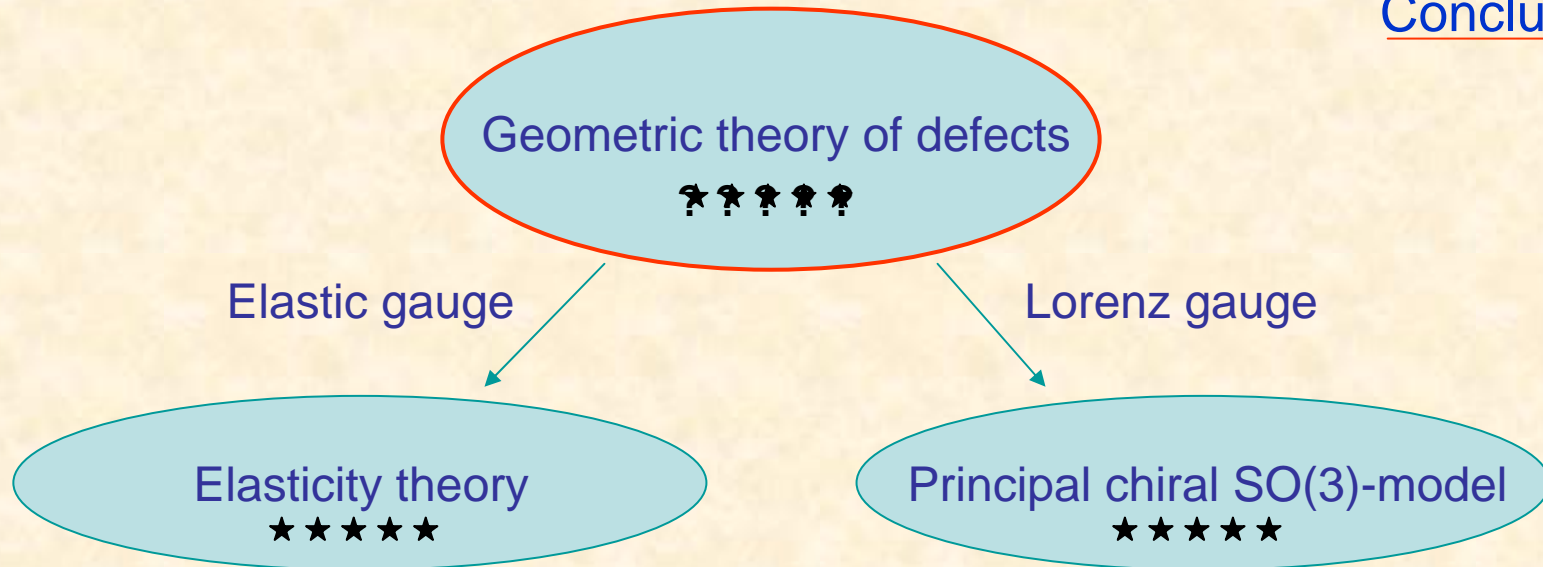 Conclu
Geometric theory of defects
Elastic gauge
Lorenz gauge
Elasticity theory
★ ★ ★ ★ ★
Principal chiral SO(3)-model
★ ★ ★ ★ ★